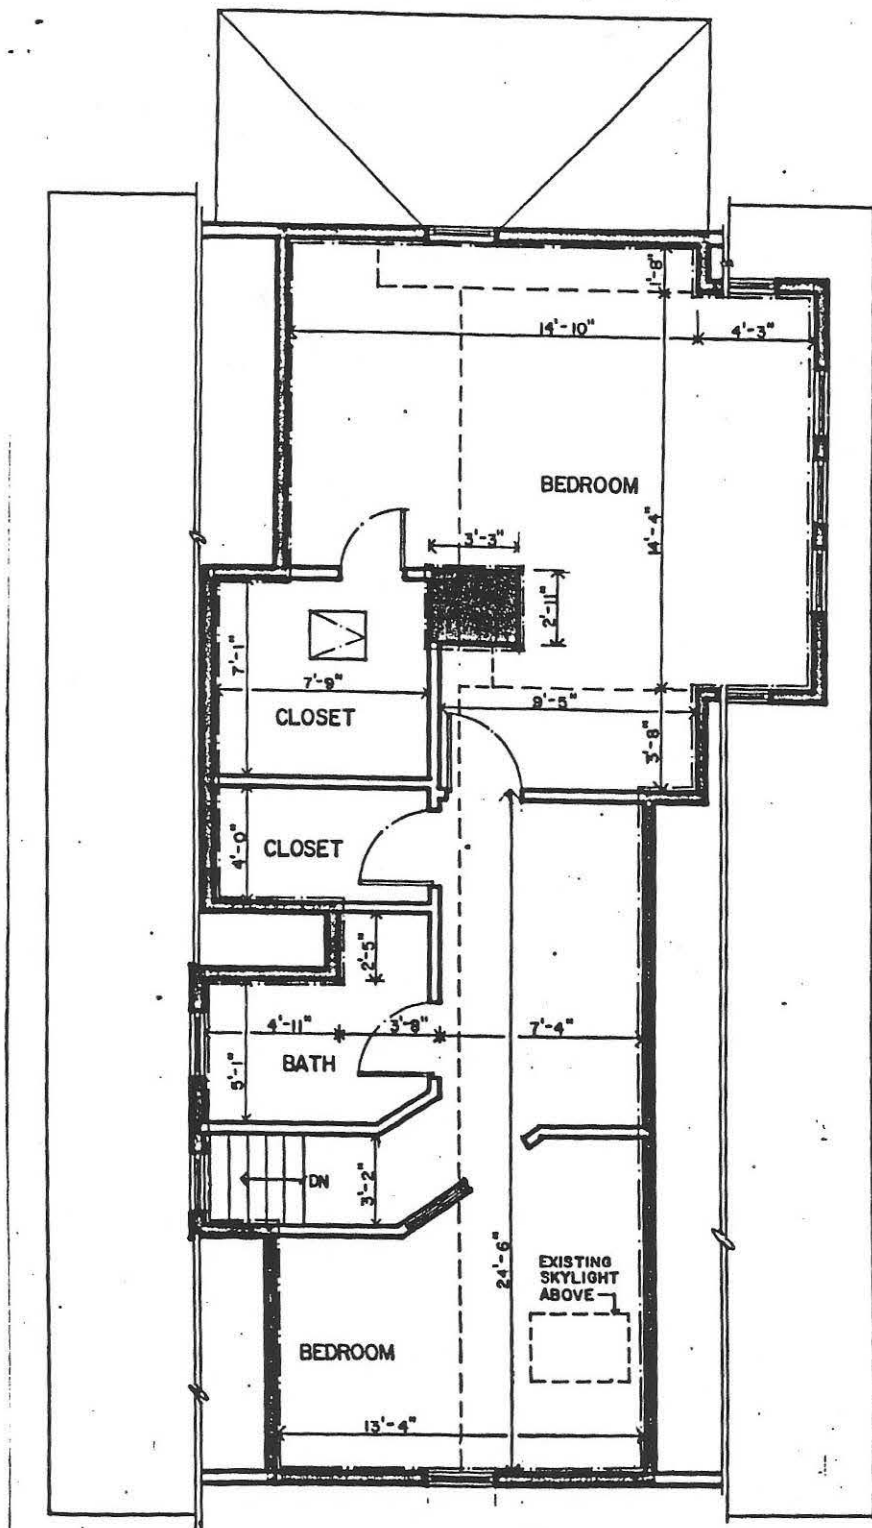 1'-8"
14'-10"
4'-3"
BEDROOM
14'-4"
3'-3"
2'-11"
7'-1"
7'-9"
CLOSET
9'-5"
3'-8"
4'-0"
CLOSET
2'-5"
4'-11"
3'-8"
7'-4"
5'-1"
BATH
DN
3'-2"
24'-6"
EXISTING
SKYLIGHT
ABOVE
BEDROOM
13'-4"